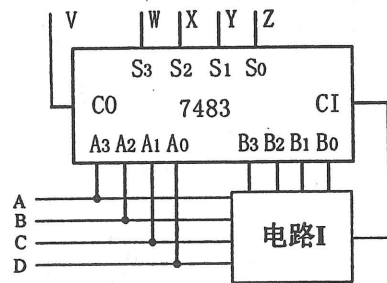 V W X Y Z
S3 S2 S1 S0
CO 7483 CI
A3 A2 A1 A0 B3 B2 B1 B0
A
B
C
D
电路I